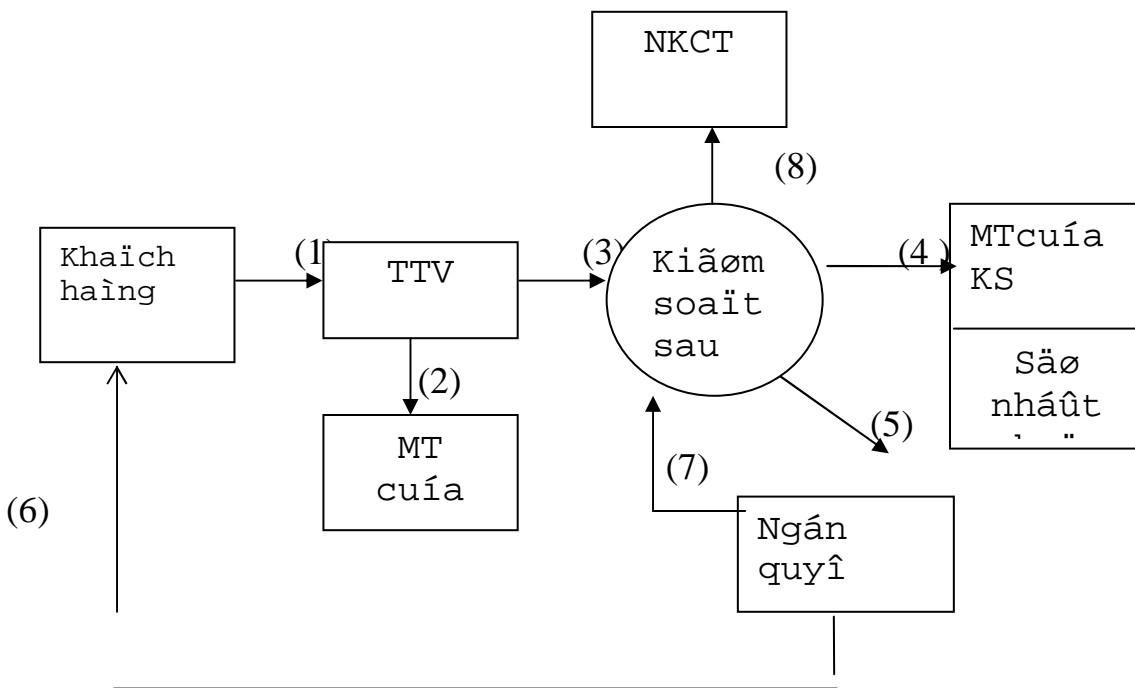 NKCT
(8)
Khaïch
haìng
(1)
TTV
(3)
Kiãøm
soaït
sau
(4)
MTcuía
KS
Säø
nháût
(2)
MT
cuía
(5)
(7)
(6)
Ngán
quyî